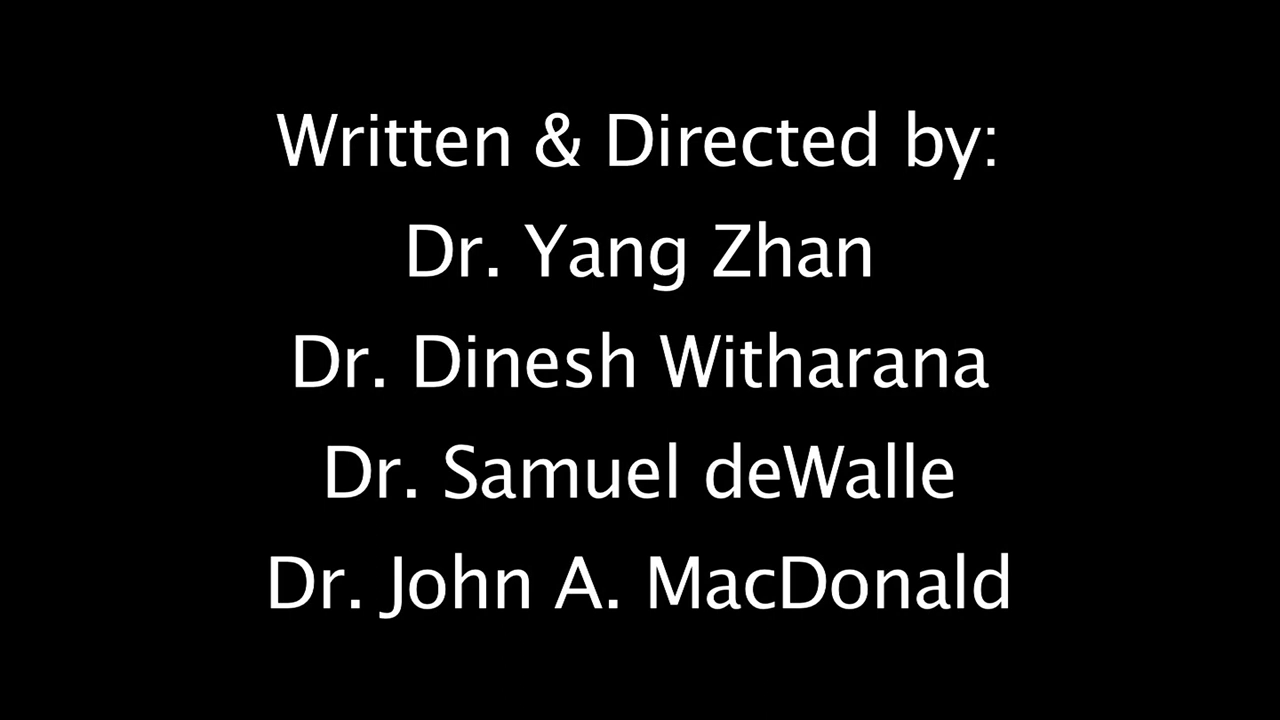 Written & Directed by:
Dr. Yang Zhan
Dr. Dinesh Witharana
Dr. Samuel deWalle
Dr. John A. MacDonald